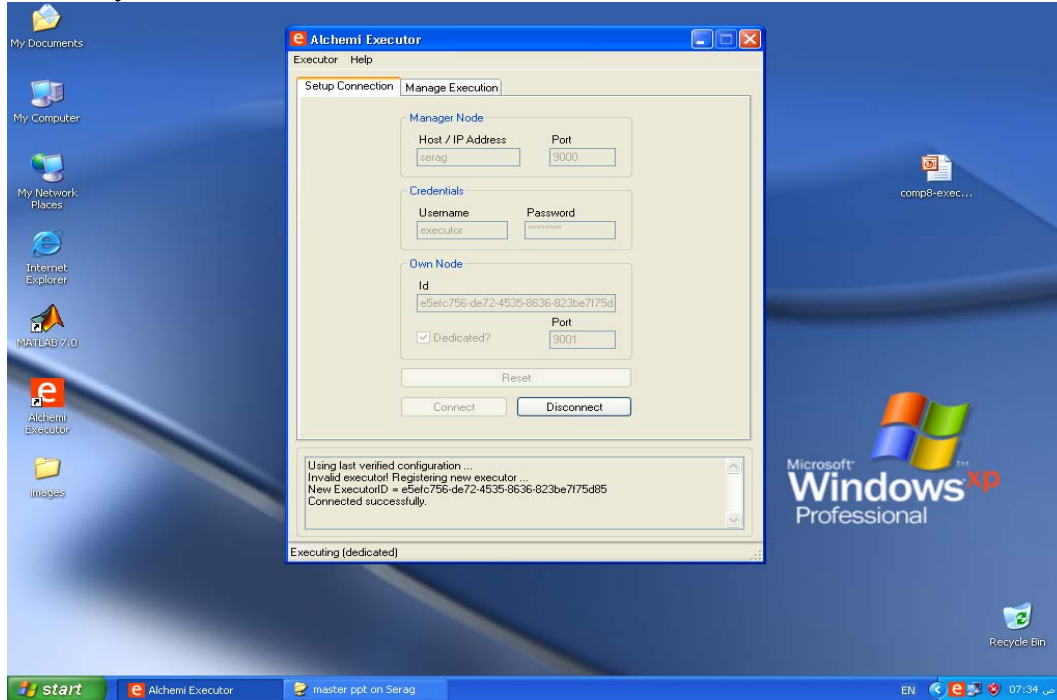 My Documents
My Computer
My Network
Places
Internet
Explorer
MATLAB 7.0
Alchemi
Executor
images
Alchemi Executor
Executor Help
Setup Connection Manage Execution
Manager Node
Host / IP Address Port
serag 9000
Credentials
Username Password
executor ********
Own Node
Id
e5efc756-de72-4535-8636-823be7f75d
Port
Dedicated? 9001
Reset
Connect Disconnect
Using last verified configuration ...
Invalid executor! Registering new executor ...
New ExecutorID = e5efc756-de72-4535-8636-823be7f75d85
Connected successfully.
Executing (dedicated)
comp8-exec...
Microsoft
Windows xp
Professional
Recycle Bin
start Alchemi Executor master ppt on Serag EN 07:34 ص